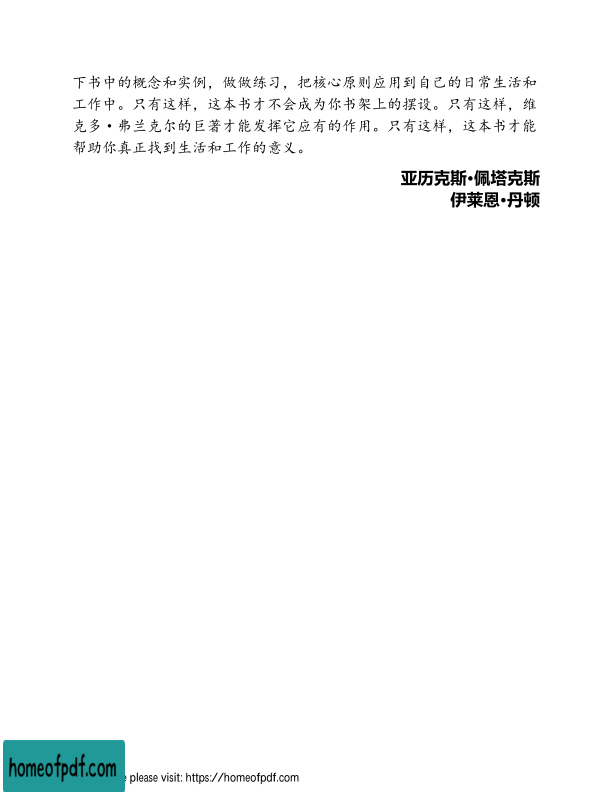 下书中的概念和实例，做做练习，把核心原则应用到自己的日常生活和
工作中。只有这样，这本书才不会成为你书架上的摆设。只有这样，维
克多·弗兰克尔的巨著才能发挥它应有的作用。只有这样，这本书才能
帮助你真正找到生活和工作的意义。
亚历克斯•佩塔克斯
伊莱恩•丹顿
homeofpdf.com
please visit: https://homeofpdf.com